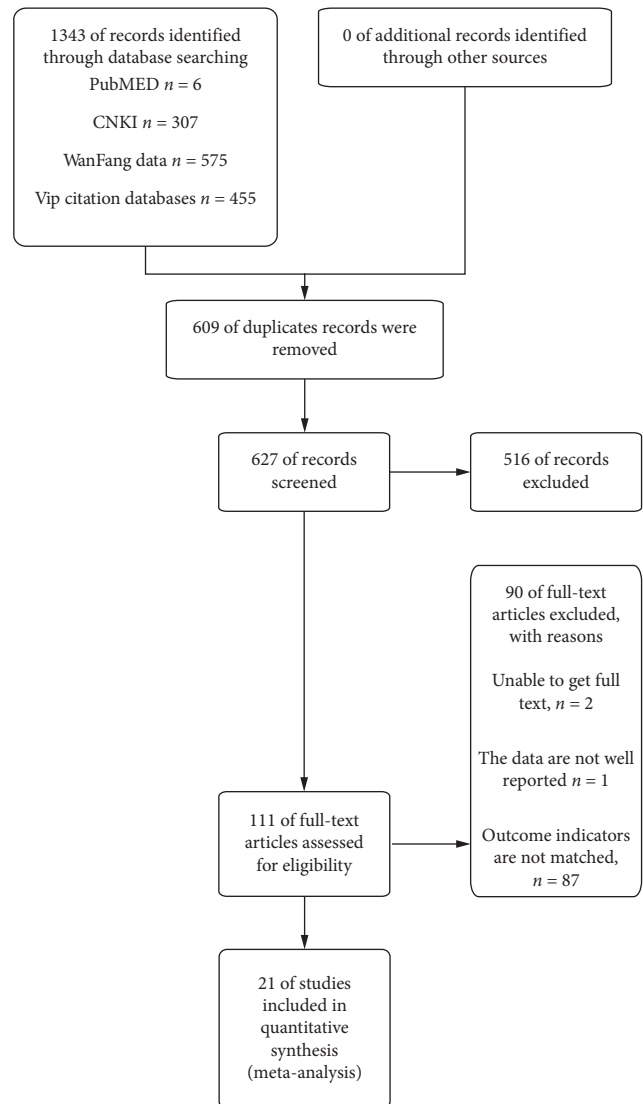 1343 of records identified
through database searching
PubMED n = 6
CNKI n = 307
WanFang data n = 575
Vip citation databases n = 455
0 of additional records identified
through other sources
609 of duplicates records were
removed
627 of records
screened
516 of records
excluded
90 of full-text
articles excluded,
with reasons
Unable to get full
text, n = 2
The data are not well
reported n = 1
Outcome indicators
are not matched,
n = 87
111 of full-text
articles assessed
for eligibility
21 of studies
included in
quantitative
synthesis
(meta-analysis)